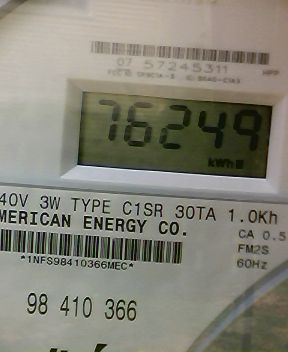 07 57245311
76249
kWh
40V 3W TYPE C1SR 30TA 1.0Kh
MERICAN ENERGY CO.
CA 0.5
FM2S
*1NFS98410366MEC*
60Hz
98 410 366